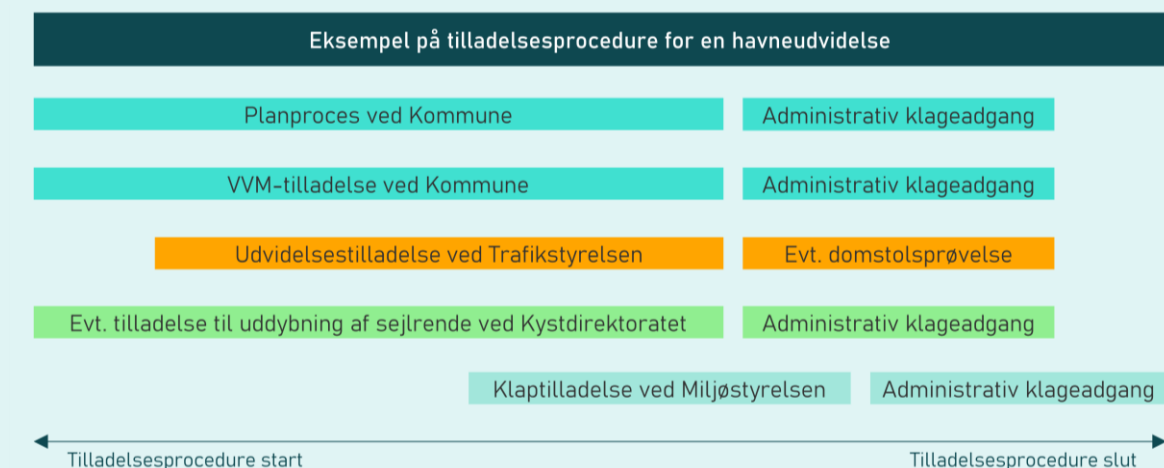 Eksempel på tilladelsesprocedure for en havneudvidelse
Planproces ved Kommune
Administrativ klageadgang
VVM-tilladelse ved Kommune
Administrativ klageadgang
Udvidelsestilladelse ved Trafikstyrelsen
Evt. domstolsprøvelse
Evt. tilladelse til uddybning af sejlrende ved Kystdirektoratet
Administrativ klageadgang
Klaptilladelse ved Miljøstyrelsen
Administrativ klageadgang
Tilladelsesprocedure start
Tilladelsesprocedure slut